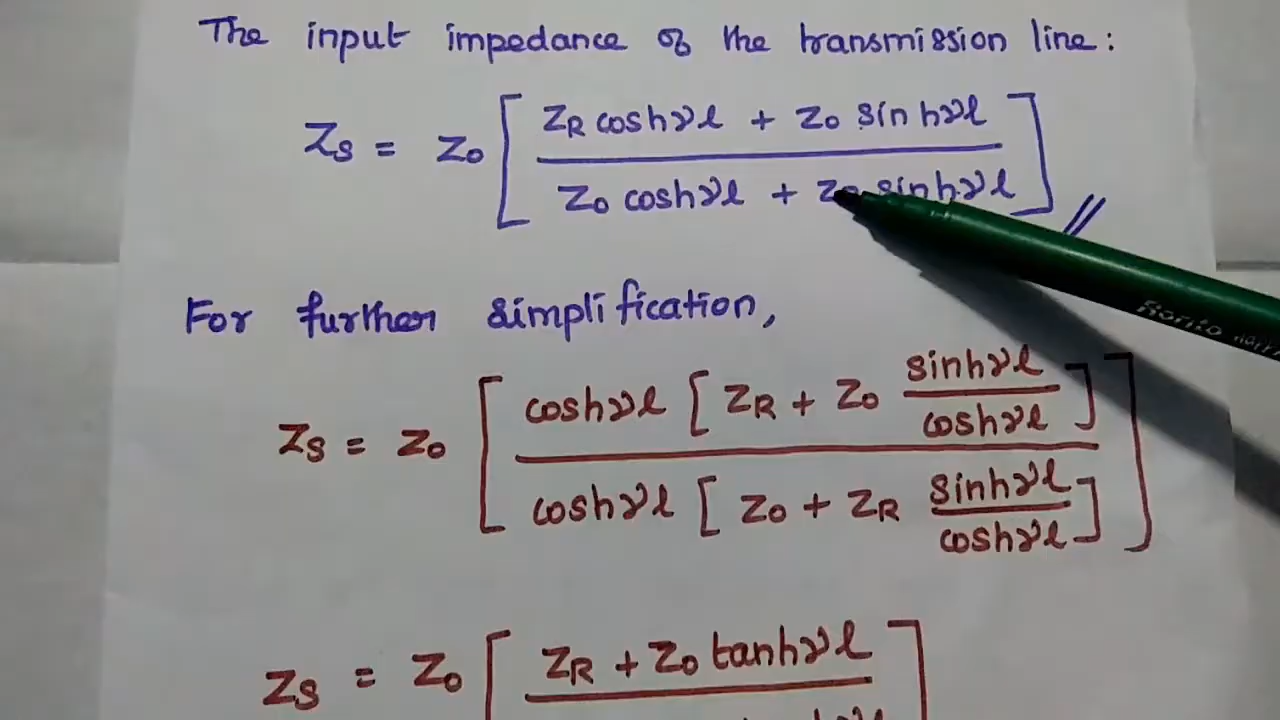 The input impedance of the transmission line:
Zs = Z0 [ (ZR coshγl + Z0 sinhγl) / (Z0 coshγl + ZR sinhγl) ] //
For further simplification,
Zs = Z0 [ coshγl [ ZR + Z0 sinhγl / coshγl ] / coshγl [ Z0 + ZR sinhγl / coshγl ] ]
Zs = Z0 [ ZR + Z0 tanhγl